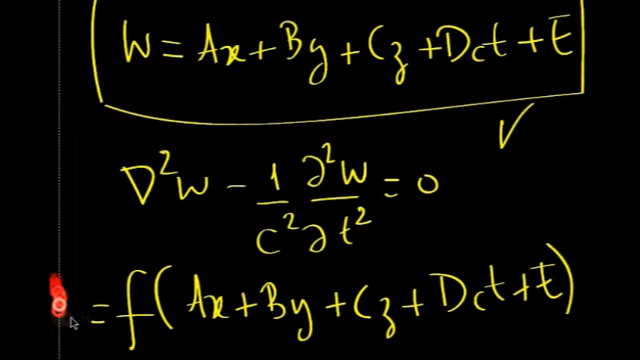 W = Ax + By + Cz + Dct + E
∇²W - 1/c² ∂²W/∂t² = 0
= f(Ax + By + Cz + Dct + E)